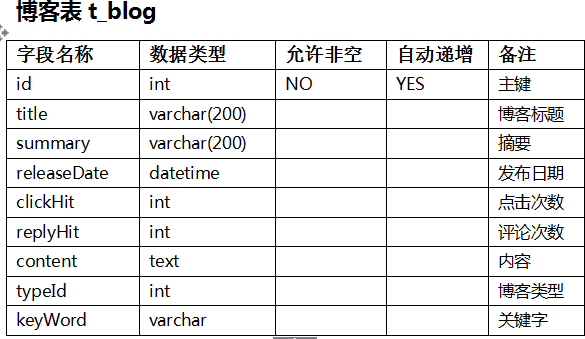 博客表 t_blog
字段名称 数据类型 允许非空 自动递增 备注
id int NO YES 主键
title varchar(200) 博客标题
summary varchar(200) 摘要
releaseDate datetime 发布日期
clickHit int 点击次数
replyHit int 评论次数
content text 内容
typeId int 博客类型
keyWord varchar 关键字